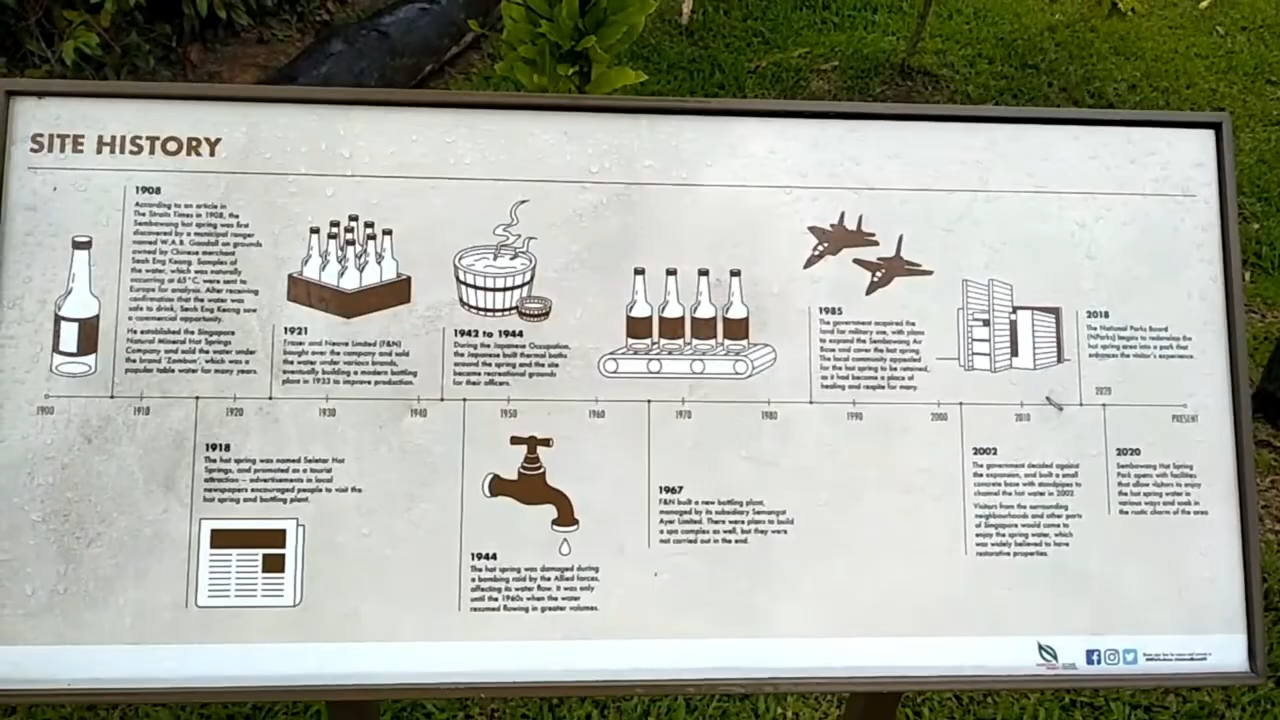 SITE HISTORY
1908
According to an article in
The Straits Times in 1908, the
Sembawang hot spring was first
discovered by a municipal ranger
named W.A.B. Goodall on grounds
owned by Chinese merchant
Seah Eng Keong. Samples of
the water, which was naturally
occurring at 65°C, were sent to
Europe for analysis. After receiving
confirmation that the water was
safe to drink, Seah Eng Keong saw
a commercial opportunity.
He established the Singapore
Natural Mineral Hot Springs
Company and sold the water under
the brand 'Zombun', which was a
popular table water for many years.
1921
Fraser and Neave Limited (F&N)
bought over the company and sold
the water under various brands,
eventually building a modern bottling
plant in 1933 to improve production.
1942 to 1944
During the Japanese Occupation,
the Japanese built thermal baths
around the spring and the site
became recreational grounds
for their officers.
1985
The government acquired the
land for military use, with plans
to expand the Sembawang Air
Base and cover the hot spring.
The local community appealed
for the hot spring to be retained,
as it had become a place of
healing and respite for many.
2018
The National Parks Board
(NParks) begins to redevelop the
hot spring area into a park that
enhances the visitor's experience.
1900
1910
1920
1930
1940
1950
1960
1970
1980
1990
2000
2010
2020
PRESENT
1918
The hot spring was named Seletar Hot
Springs, and promoted as a tourist
attraction – advertisements in local
newspapers encouraged people to visit the
hot spring and bottling plant.
1944
The hot spring was damaged during
a bombing raid by the Allied forces,
affecting its water flow. It was only
until the 1960s when the water
resumed flowing in greater volumes.
1967
F&N built a new bottling plant,
managed by its subsidiary Semangat
Ayer Limited. There were plans to build
a spa complex as well, but they were
not carried out in the end.
2002
The government decided against
the expansion, and built a small
concrete base with standpipes to
channel the hot water in 2002.
Visitors from the surrounding
neighbourhoods and other parts
of Singapore would come to
enjoy the spring water, which
was widely believed to have
restorative properties.
2020
Sembawang Hot Spring
Park opens with facilities
that allow visitors to enjoy
the hot spring water in
various ways and soak in
the rustic charm of the area